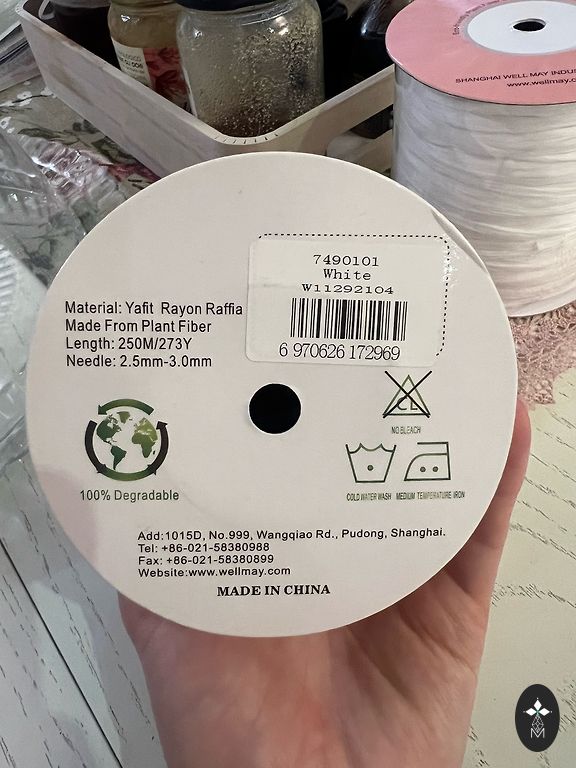 SHANGHAI WELL MAY INDUS
www.wellmay.c
7490101
White
W11292104
6 970626 172969
Material: Yafit Rayon Raffia
Made From Plant Fiber
Length: 250M/273Y
Needle: 2.5mm-3.0mm
CL
NO BLEACH
100% Degradable
COLD WATER WASH
MEDIUM TEMPERATURE IRON
Add:1015D, No.999, Wangqiao Rd., Pudong, Shanghai.
Tel: +86-021-58380988
Fax: +86-021-58380899
Website:www.wellmay.com
MADE IN CHINA